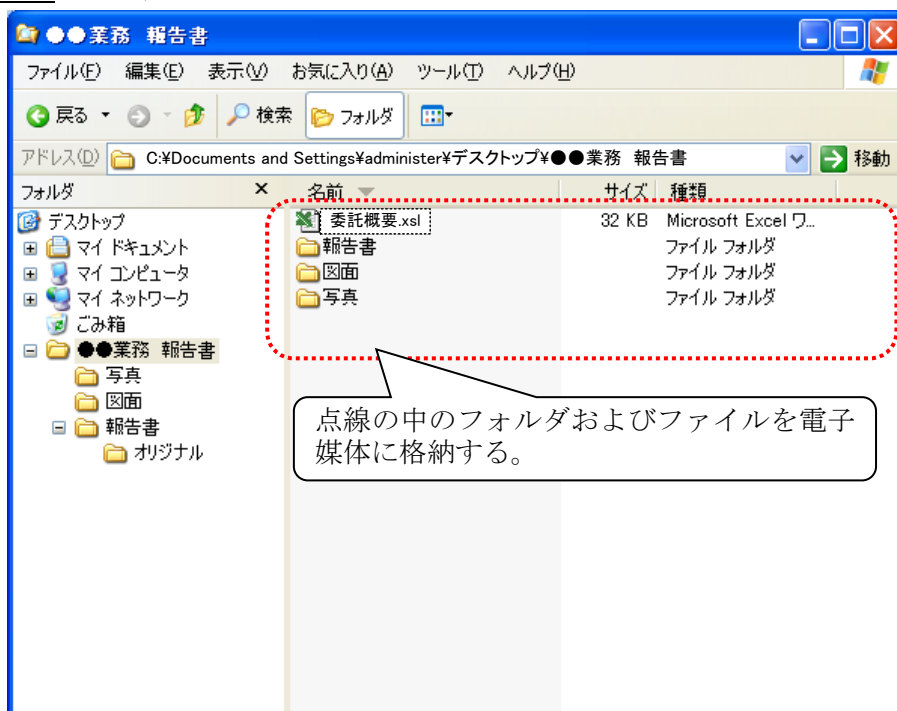 ●●業務 報告書
ファイル(F) 編集(E) 表示(V) お気に入り(A) ツール(T) ヘルプ(H)
戻る 検索 フォルダ
アドレス(D) C:¥Documents and Settings¥administer¥デスクトップ¥●●業務 報告書 移動
フォルダ × 名前 サイズ 種類
デスクトップ
マイ ドキュメント
マイ コンピュータ
マイ ネットワーク
ごみ箱
●●業務 報告書
写真
図面
報告書
オリジナル
委託概要.xsl 32 KB Microsoft Excel ワ...
報告書 ファイル フォルダ
図面 ファイル フォルダ
写真 ファイル フォルダ
点線の中のフォルダおよびファイルを電子
媒体に格納する。